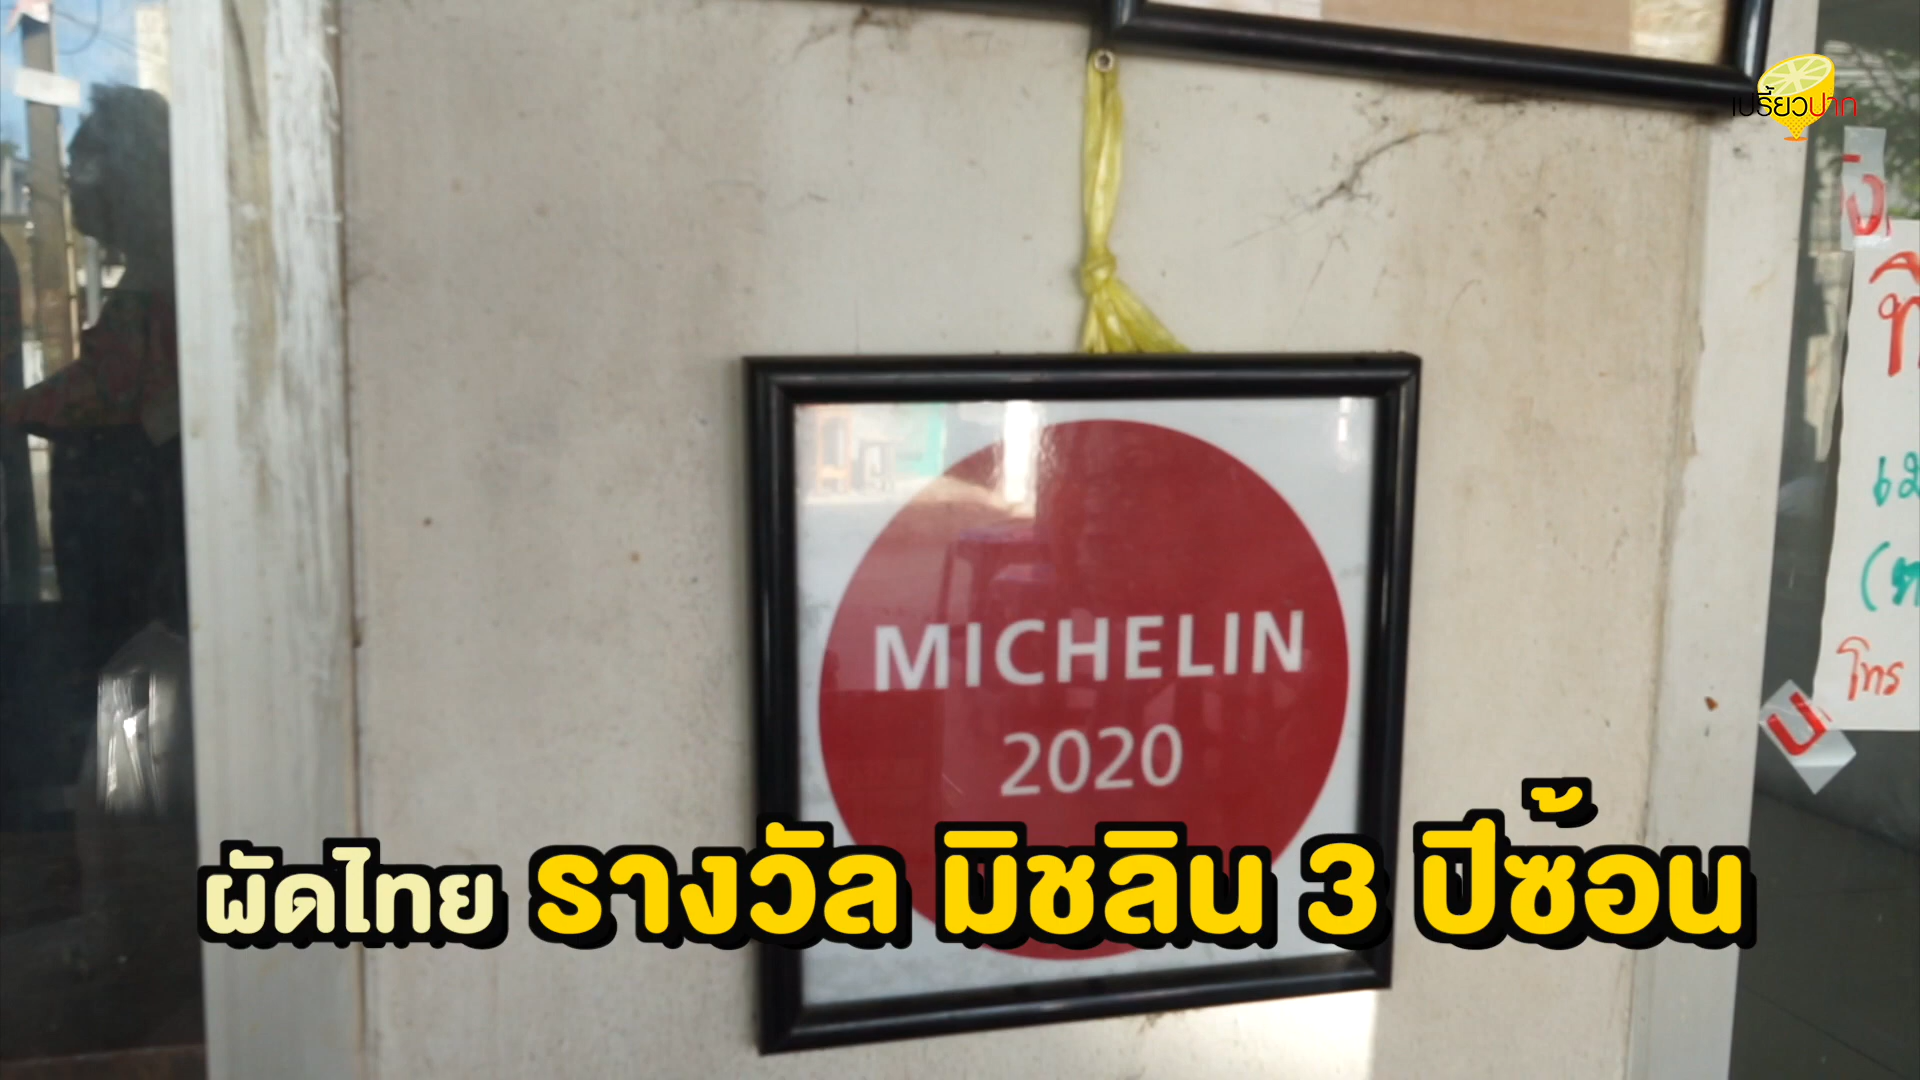 เปรี้ยวปาก
MICHELIN
2020
โทร
ผัดไทย รางวัล มิชลิน 3 ปีซ้อน